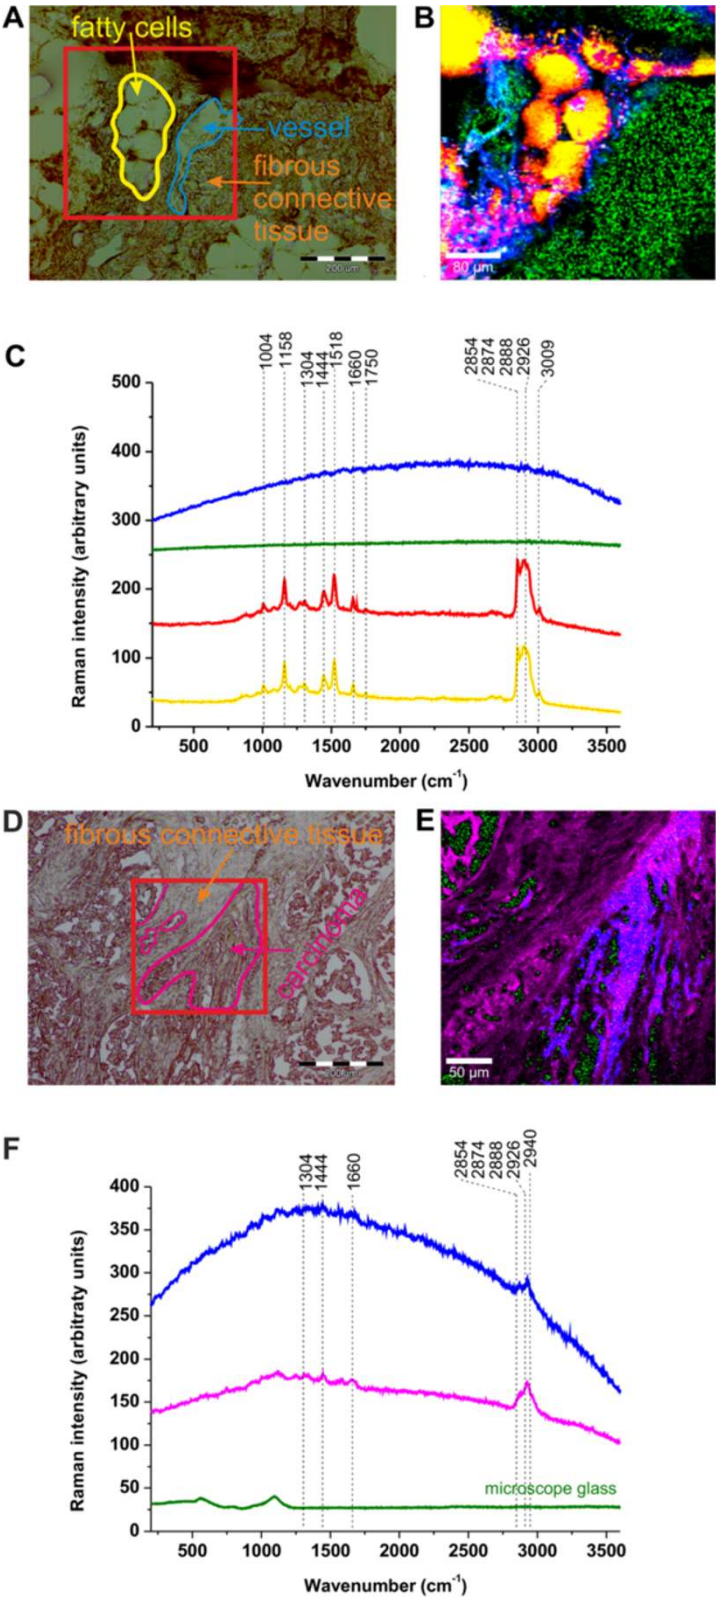 A
fatty cells
vessel
fibrous
connective
tissue
200 µm
B
80 µm
C
1004
1158
1304
1444
1518
1660
1750
2854
2874
2888
2926
3009
500
400
300
200
100
0
Raman intensity (arbitrary units)
500 1000 1500 2000 2500 3000 3500
Wavenumber (cm-1)
D
fibrous connective tissue
carcinoma
200 µm
E
50 µm
F
1304
1444
1660
2854
2874
2888
2926
2940
400
350
300
250
200
150
100
50
0
Raman intensity (arbitraty units)
microscope glass
500 1000 1500 2000 2500 3000 3500
Wavenumber (cm-1)